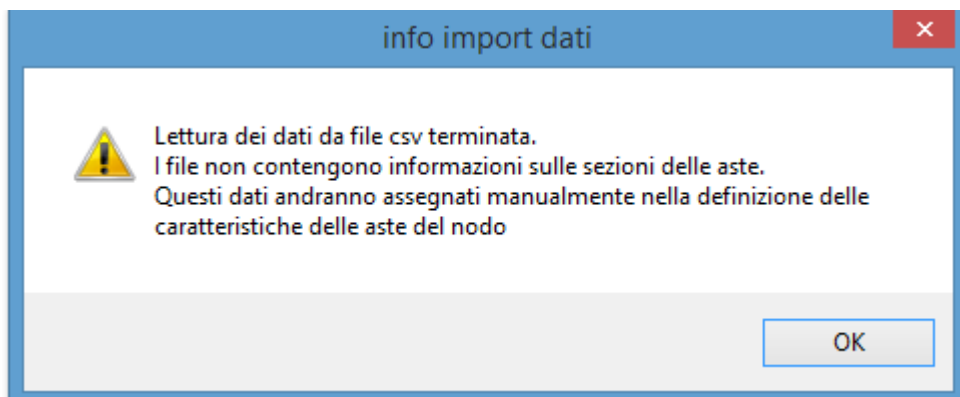 info import dati
Lettura dei dati da file csv terminata.
I file non contengono informazioni sulle sezioni delle aste.
Questi dati andranno assegnati manualmente nella definizione delle
caratteristiche delle aste del nodo
OK